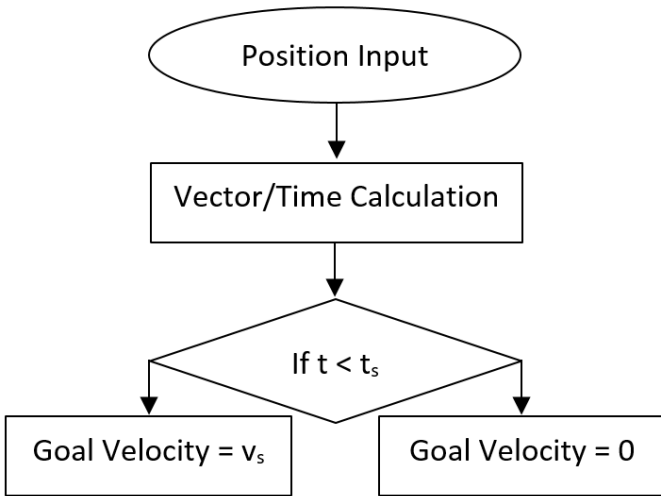 Position Input
Vector/Time Calculation
If t < tₛ
Goal Velocity = vₛ
Goal Velocity = 0